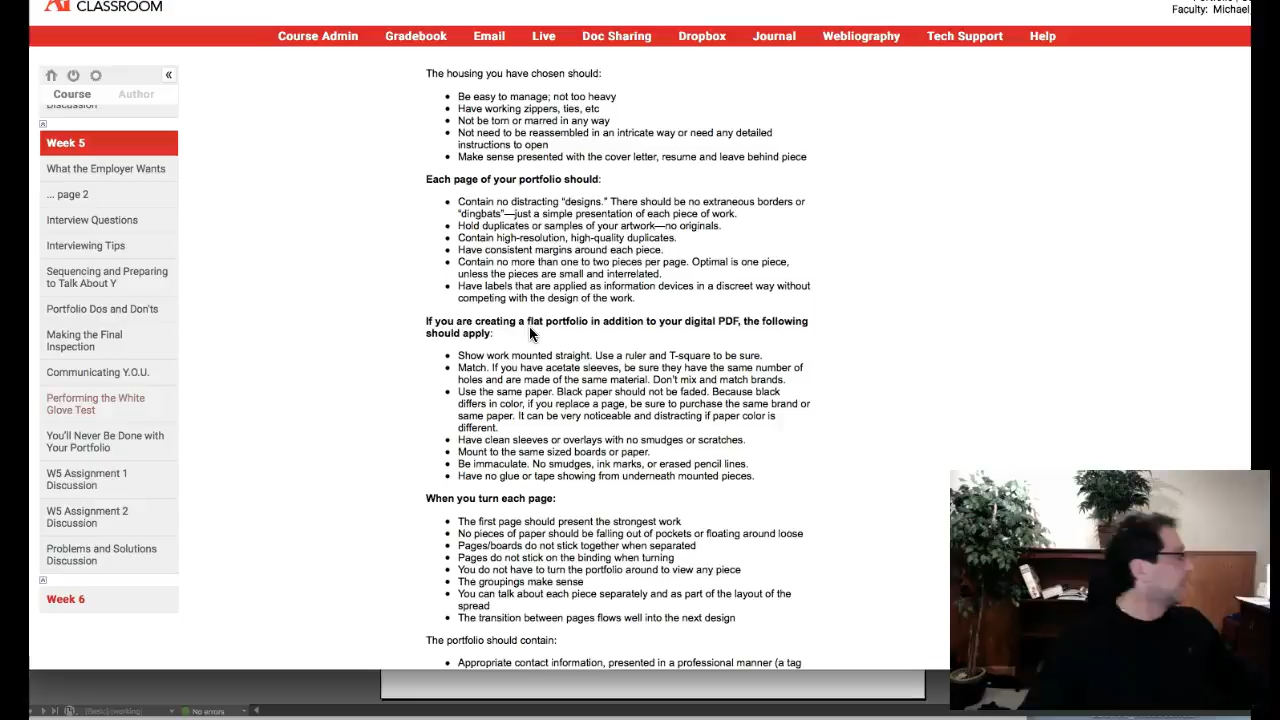 CLASSROOM
Faculty: Michael
Course Admin Gradebook Email Live Doc Sharing Dropbox Journal Webliography Tech Support Help
«
Course Author
Discussion
Week 5
What the Employer Wants
... page 2
Interview Questions
Interviewing Tips
Sequencing and Preparing
to Talk About Y
Portfolio Dos and Don'ts
Making the Final
Inspection
Communicating Y.O.U.
Performing the White
Glove Test
You'll Never Be Done with
Your Portfolio
W5 Assignment 1
Discussion
W5 Assignment 2
Discussion
Problems and Solutions
Discussion
Week 6
The housing you have chosen should:
• Be easy to manage; not too heavy
• Have working zippers, ties, etc
• Not be torn or marred in any way
• Not need to be reassembled in an intricate way or need any detailed
instructions to open
• Make sense presented with the cover letter, resume and leave behind piece
Each page of your portfolio should:
• Contain no distracting “designs.” There should be no extraneous borders or
“dingbats”—just a simple presentation of each piece of work.
• Hold duplicates or samples of your artwork—no originals.
• Contain high-resolution, high-quality duplicates.
• Have consistent margins around each piece.
• Contain no more than one to two pieces per page. Optimal is one piece,
unless the pieces are small and interrelated.
• Have labels that are applied as information devices in a discreet way without
competing with the design of the work.
If you are creating a flat portfolio in addition to your digital PDF, the following
should apply:
• Show work mounted straight. Use a ruler and T-square to be sure.
• Match. If you have acetate sleeves, be sure they have the same number of
holes and are made of the same material. Don't mix and match brands.
• Use the same paper. Black paper should not be faded. Because black
differs in color, if you replace a page, be sure to purchase the same brand or
same paper. It can be very noticeable and distracting if paper color is
different.
• Have clean sleeves or overlays with no smudges or scratches.
• Mount to the same sized boards or paper.
• Be immaculate. No smudges, ink marks, or erased pencil lines.
• Have no glue or tape showing from underneath mounted pieces.
When you turn each page:
• The first page should present the strongest work
• No pieces of paper should be falling out of pockets or floating around loose
• Pages/boards do not stick together when separated
• Pages do not stick on the binding when turning
• You do not have to turn the portfolio around to view any piece
• The groupings make sense
• You can talk about each piece separately and as part of the layout of the
spread
• The transition between pages flows well into the next design
The portfolio should contain:
• Appropriate contact information, presented in a professional manner (a tag
[Basic] (working) No errors